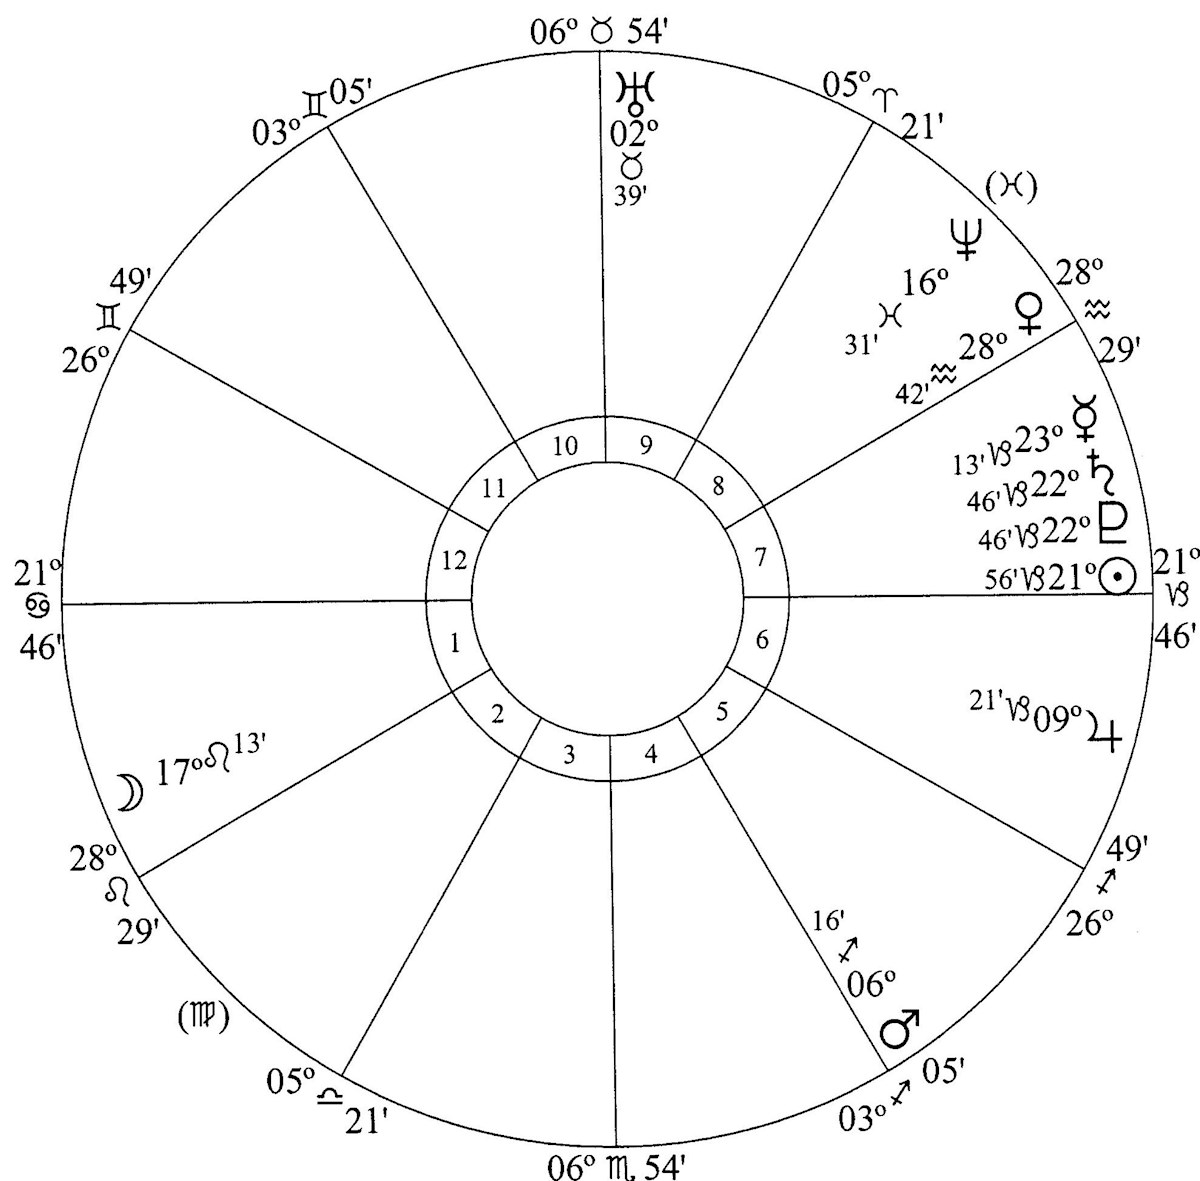 06° ♉ 54'
05° ♈ 21'
(♓)
28° ♒ 29'
21° ♑ 46'
49' ♐ 26°
05' ♐ 03°
06° ♏ 54'
05° ♎ 21'
(♍)
28° ♌ 29'
21° ♋ 46'
49' ♊ 26°
03° ♊ 05'
♅ 02° ♉ 39'
♆ 16° ♓ 31'
42' ♒ 28° ♀
13' ♑ 23° ☿
46' ♑ 22° ♄
46' ♑ 22° ♇
56' ♑ 21° ☉
21' ♑ 09° ♃
16' ♐ 06° ♂
☽ 17° ♌ 13'
10
9
11
8
12
7
1
6
2
5
3
4